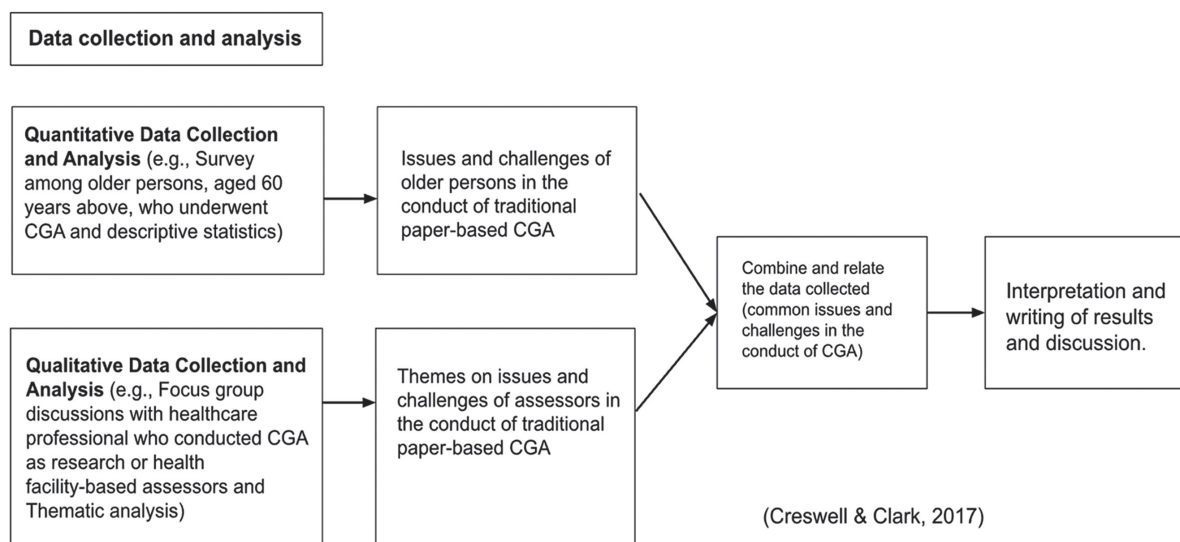 Data collection and analysis
Quantitative Data Collection
and Analysis (e.g., Survey
among older persons, aged 60
years above, who underwent
CGA and descriptive statistics)
Issues and challenges of
older persons in the
conduct of traditional
paper-based CGA
Qualitative Data Collection and
Analysis (e.g., Focus group
discussions with healthcare
professional who conducted CGA
as research or health
facility-based assessors and
Thematic analysis)
Themes on issues and
challenges of assessors in
the conduct of traditional
paper-based CGA
Combine and relate
the data collected
(common issues and
challenges in the
conduct of CGA)
Interpretation and
writing of results
and discussion.
(Creswell & Clark, 2017)